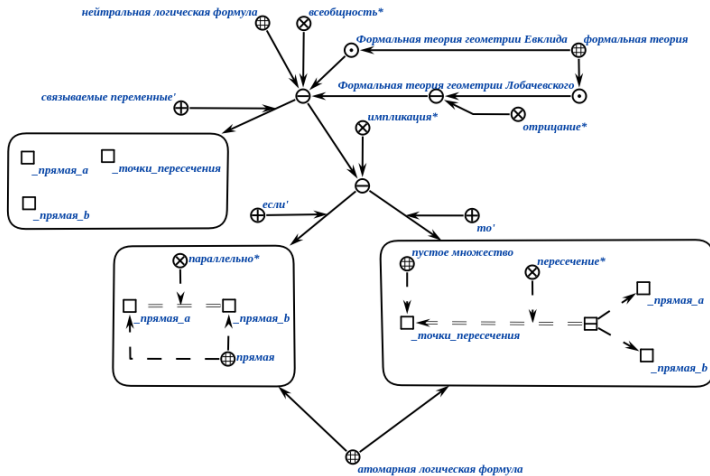 нейтральная логическая формула
всеобщность*
Формальная теория геометрии Евклида
формальная теория
связываемые переменные'
Формальная теория геометрии Лобачевского
импликация*
отрицание*
_прямая_a
_точки_пересечения
_прямая_b
если'
то'
параллельно*
пустое множество
пересечение*
_прямая_a
_прямая_b
_прямая_a
_точки_пересечения
прямая
_прямая_b
атомарная логическая формула